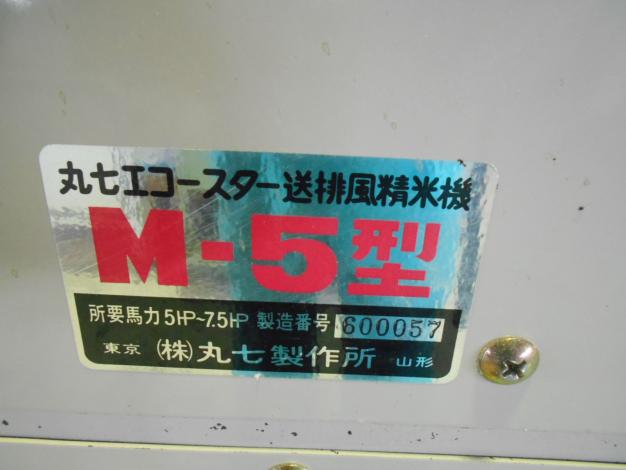 丸七エコースター送排風精米機
M-5型
所要馬力5HP~7.5HP 製造番号 600057
東京 (株)丸七製作所 山形